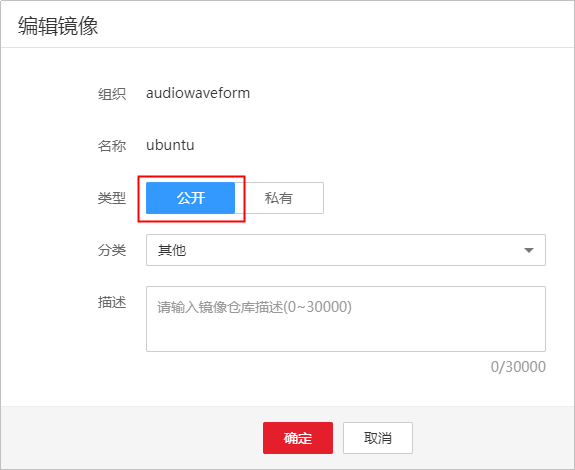 编辑镜像
组织 audiowaveform
名称 ubuntu
类型 公开 私有
分类 其他
描述 请输入镜像仓库描述(0~30000)
0/30000
确定 取消